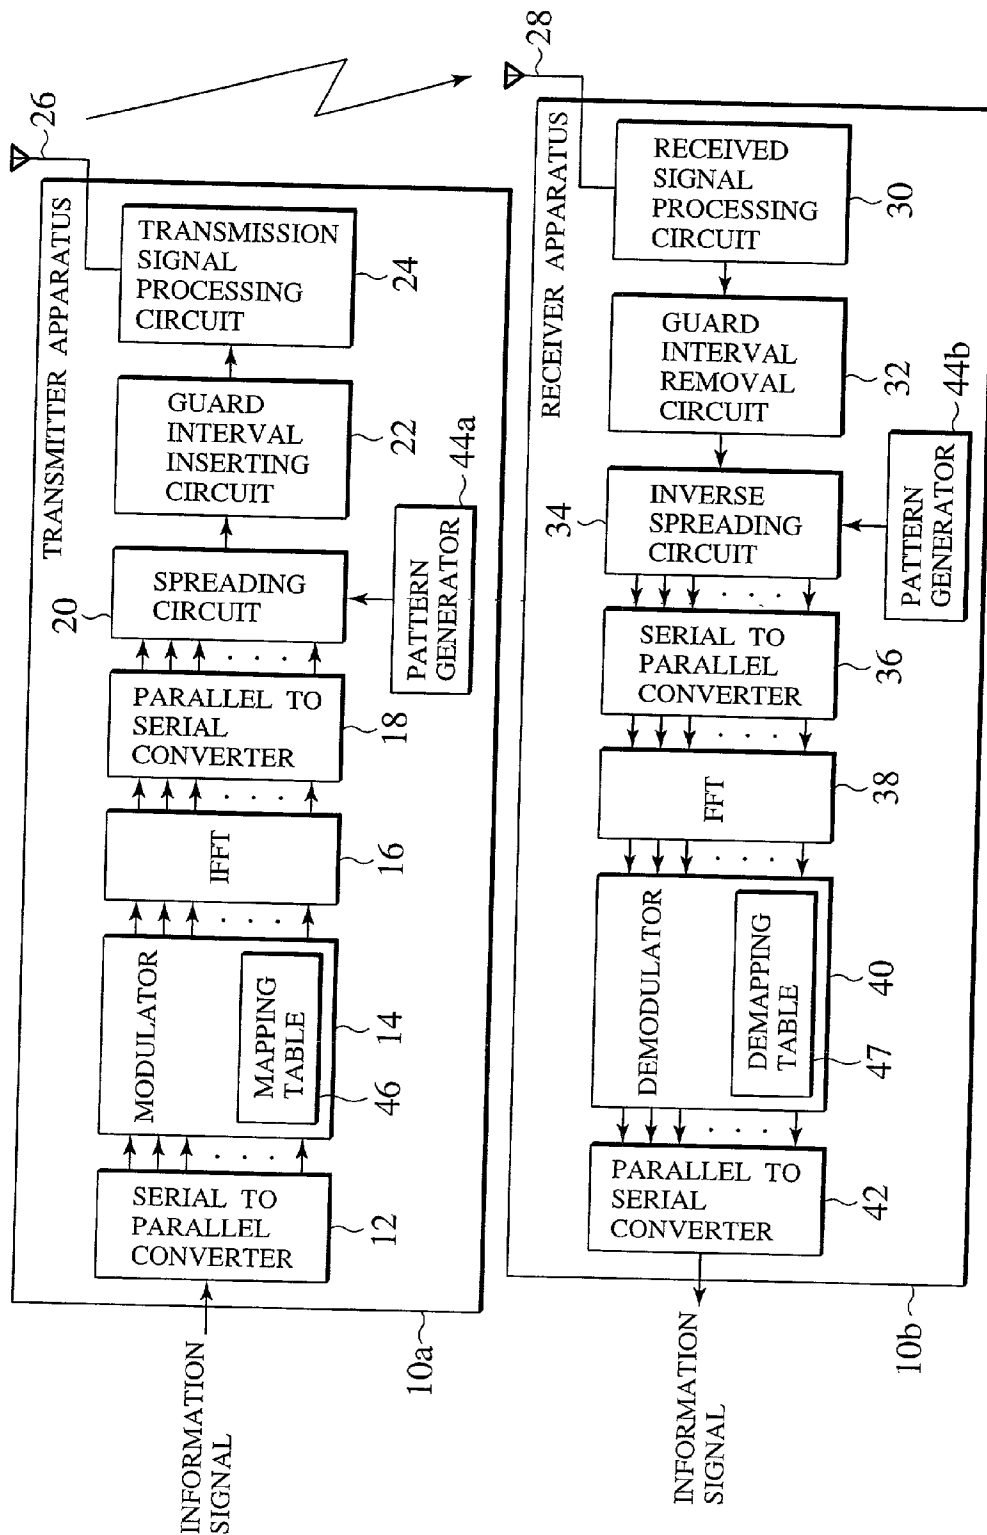 TRANSMITTER APPARATUS
26
INFORMATION
SIGNAL
SERIAL TO
PARALLEL
CONVERTER
12
MODULATOR
MAPPING
TABLE
46
14
IFFT
16
PARALLEL TO
SERIAL
CONVERTER
18
SPREADING
CIRCUIT
20
PATTERN
GENERATOR
44a
GUARD
INTERVAL
INSERTING
CIRCUIT
22
TRANSMISSION
SIGNAL
PROCESSING
CIRCUIT
24
10a
RECEIVER APPARATUS
28
RECEIVED
SIGNAL
PROCESSING
CIRCUIT
30
GUARD
INTERVAL
REMOVAL
CIRCUIT
32
INVERSE
SPREADING
CIRCUIT
34
PATTERN
GENERATOR
44b
SERIAL TO
PARALLEL
CONVERTER
36
FFT
38
DEMODULATOR
DEMAPPING
TABLE
47
40
PARALLEL TO
SERIAL
CONVERTER
42
INFORMATION
SIGNAL
10b